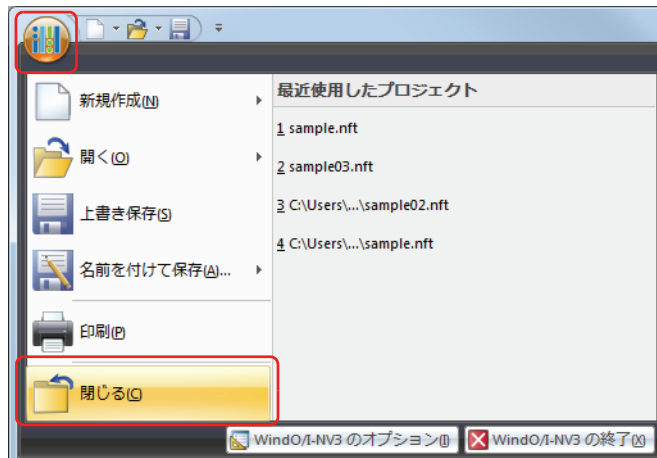 新規作成(N)
開く(O)
上書き保存(S)
名前を付けて保存(A)...
印刷(P)
閉じる(C)
最近使用したプロジェクト
1 sample.nft
2 sample03.nft
3 C:\Users\...\sample02.nft
4 C:\Users\...\sample.nft
WindO/I-NV3 のオプション(I)
WindO/I-NV3 の終了(X)